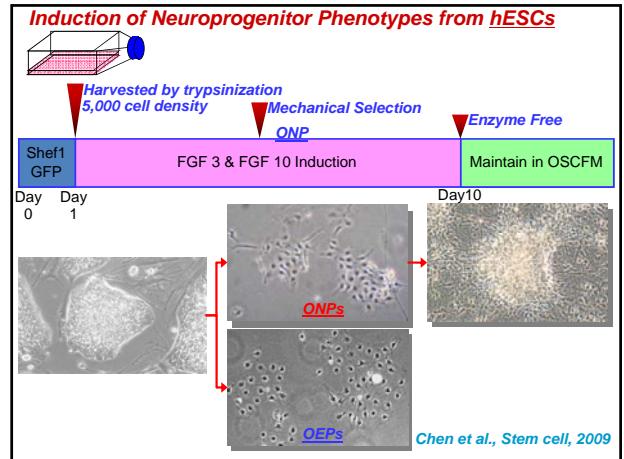 Induction of Neuroprogenitor Phenotypes from hESCs
Harvested by trypsinization
5,000 cell density
Mechanical Selection
ONP
Enzyme Free
Shef1
GFP
FGF 3 & FGF 10 Induction
Maintain in OSCFM
Day
0
Day
1
Day10
ONPs
OEPs
Chen et al., Stem cell, 2009